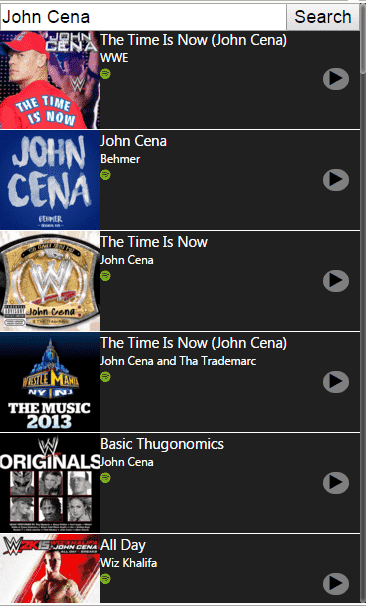 John Cena
Search
JOHN
CENA
THE TIME
IS NOW
The Time Is Now (John Cena)
WWE
JOHN
CENA
BEHMER
John Cena
Behmer
John Cena
The Time Is Now
John Cena
WRESTLE MANIA
NY NJ
THE MUSIC
2013
The Time Is Now (John Cena)
John Cena and Tha Trademarc
ORIGINALS
Basic Thugonomics
John Cena
2K15 JOHN CENA
All Day
Wiz Khalifa